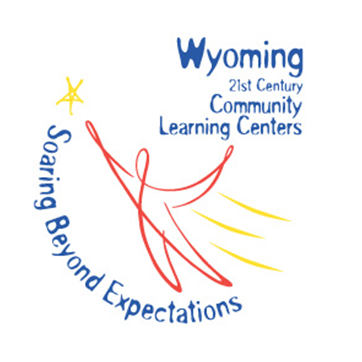 Wyoming
21st Century
Community
Learning Centers
Soaring Beyond Expectations